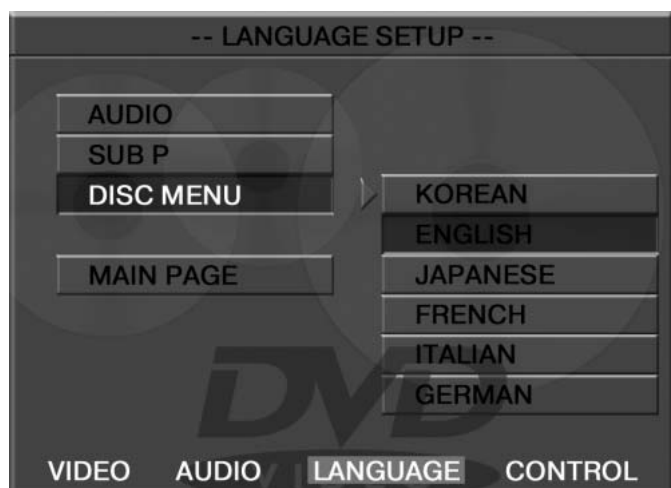 -- LANGUAGE SETUP --
AUDIO
SUB P
DISC MENU
MAIN PAGE
KOREAN
ENGLISH
JAPANESE
FRENCH
ITALIAN
GERMAN
DVD
VIDEO
VIDEO AUDIO LANGUAGE CONTROL